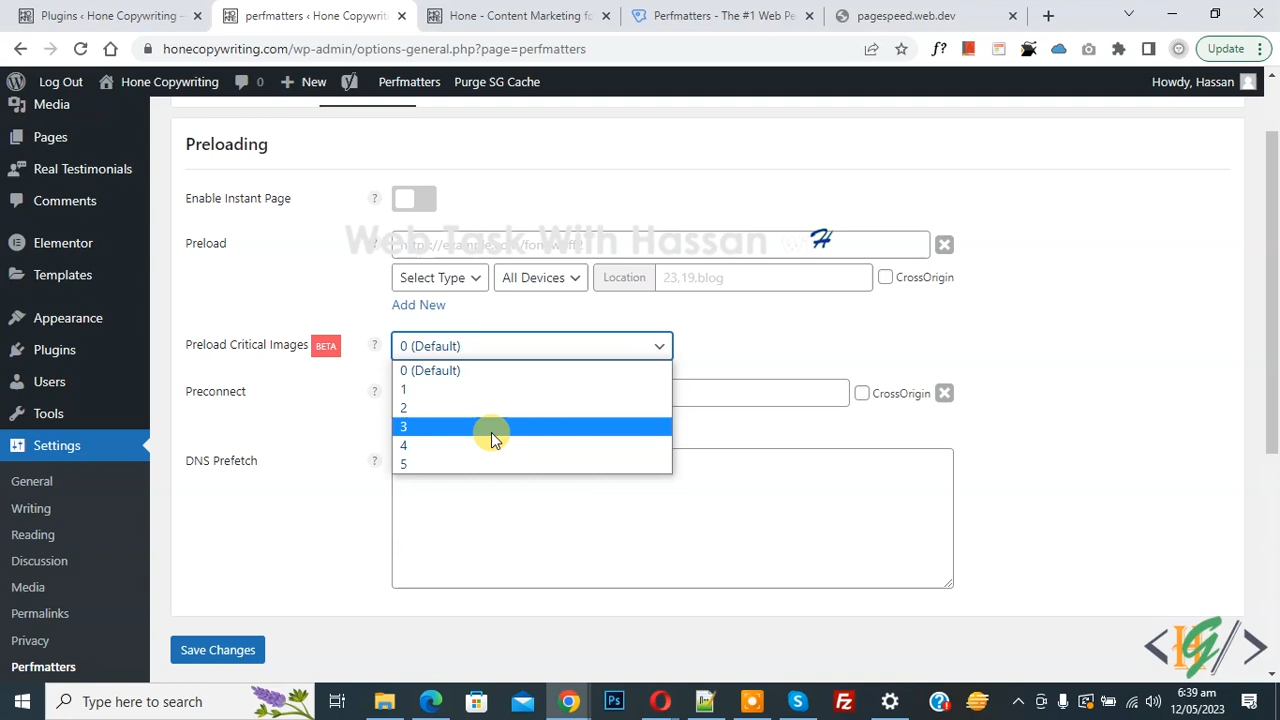 Plugins ‹ Hone Copywriting –
perfmatters ‹ Hone Copywriti
Home - Content Marketing for
Perfmatters - The #1 Web Pe
pagespeed.web.dev
honecopywriting.com/wp-admin/options-general.php?page=perfmatters
f?
Update
Log Out
Hone Copywriting
0
New
Perfmatters
Purge SG Cache
Howdy, Hassan
Media
Pages
Real Testimonials
Comments
Elementor
Templates
Appearance
Plugins
Users
Tools
Settings
General
Writing
Reading
Discussion
Media
Permalinks
Privacy
Perfmatters
Preloading
Enable Instant Page ?
Web Task With Hassan
Preload
Select Type
All Devices
Location
23,19,blog
CrossOrigin
Add New
Preload Critical Images BETA ?
0 (Default)
0 (Default)
1
2
3
4
5
Preconnect ?
CrossOrigin
DNS Prefetch ?
Save Changes
Type here to search
Ps
6:39 am
12/05/2023